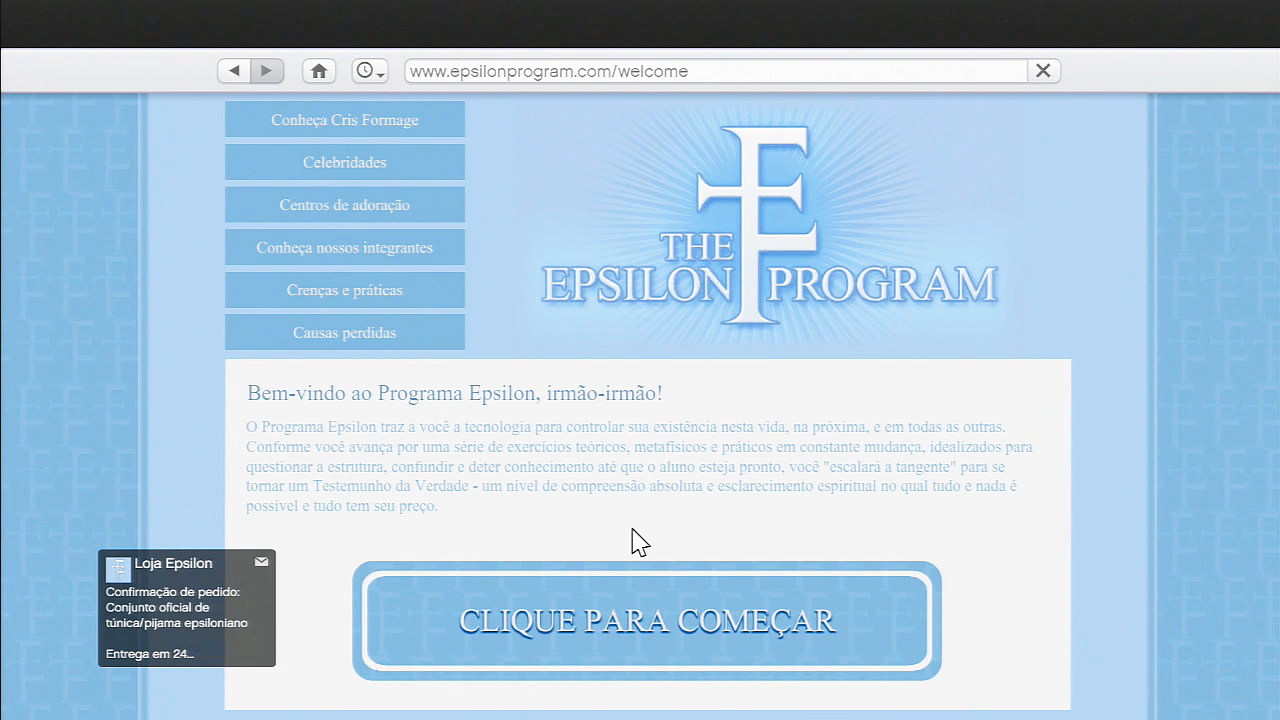 www.epsilonprogram.com/welcome
Conheça Cris Formage
Celebridades
Centros de adoração
Conheça nossos integrantes
Crenças e práticas
Causas perdidas
THE
EPSILON PROGRAM
Bem-vindo ao Programa Epsilon, irmão-irmão!
O Programa Epsilon traz a você a tecnologia para controlar sua existência nesta vida, na próxima, e em todas as outras.
Conforme você avança por uma série de exercícios teóricos, metafísicos e práticos em constante mudança, idealizados para
questionar a estrutura, confundir e deter conhecimento até que o aluno esteja pronto, você "escalará a tangente" para se
tornar um Testemunho da Verdade - um nível de compreensão absoluta e esclarecimento espiritual no qual tudo e nada é
possível e tudo tem seu preço.
Loja Epsilon
Confirmação de pedido:
Conjunto oficial de
túnica/pijama epsiloniano
Entrega em 24...
CLIQUE PARA COMEÇAR